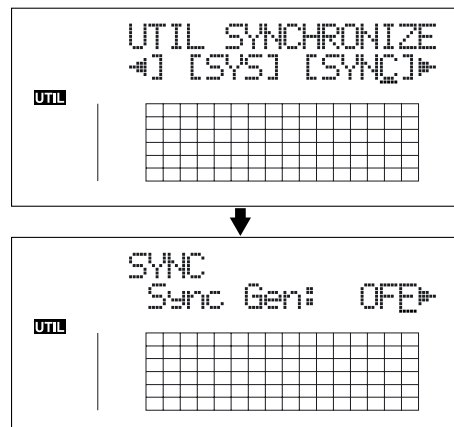 UTIL SYNCHRONIZE
◀] [SYS] [SYNC]▶
UTIL
SYNC
Sync Gen: OFF▶
UTIL